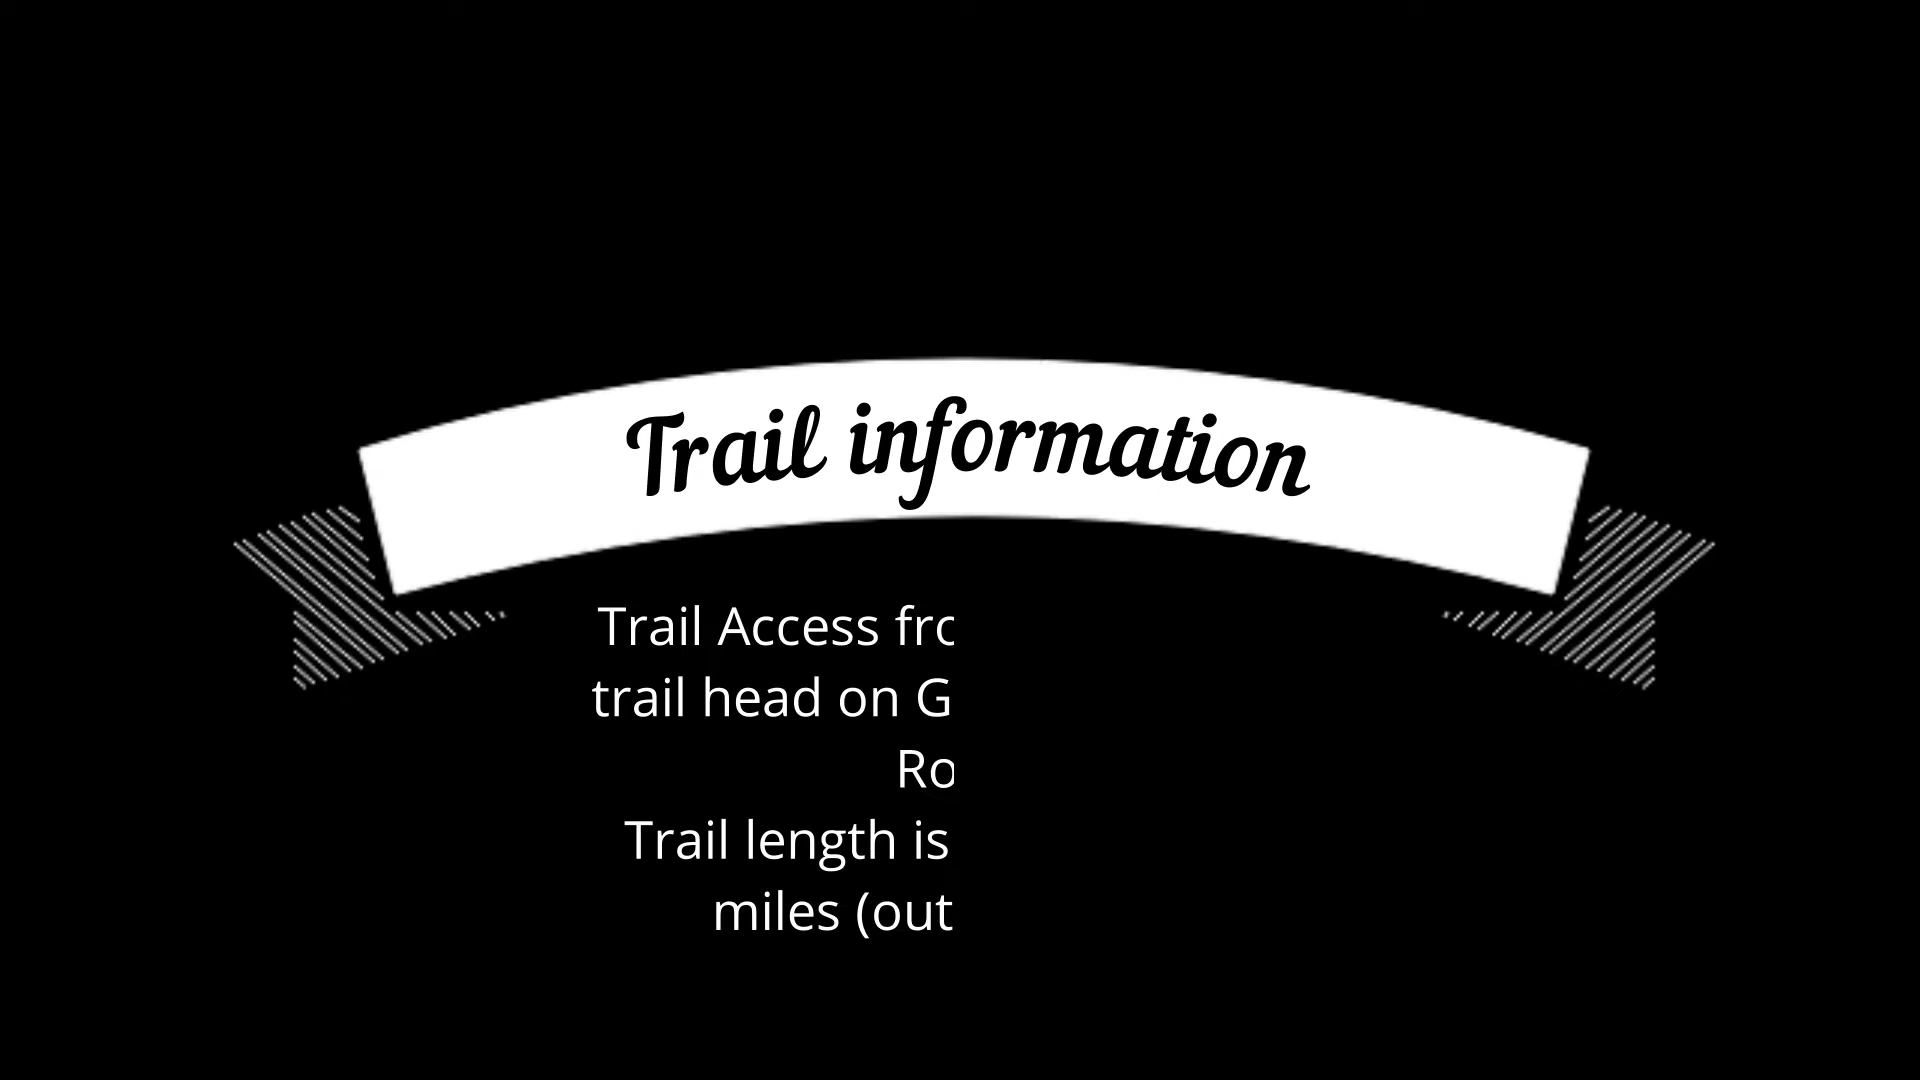 Trail information
Trail Access fro
trail head on G
Ro
Trail length is
miles (out